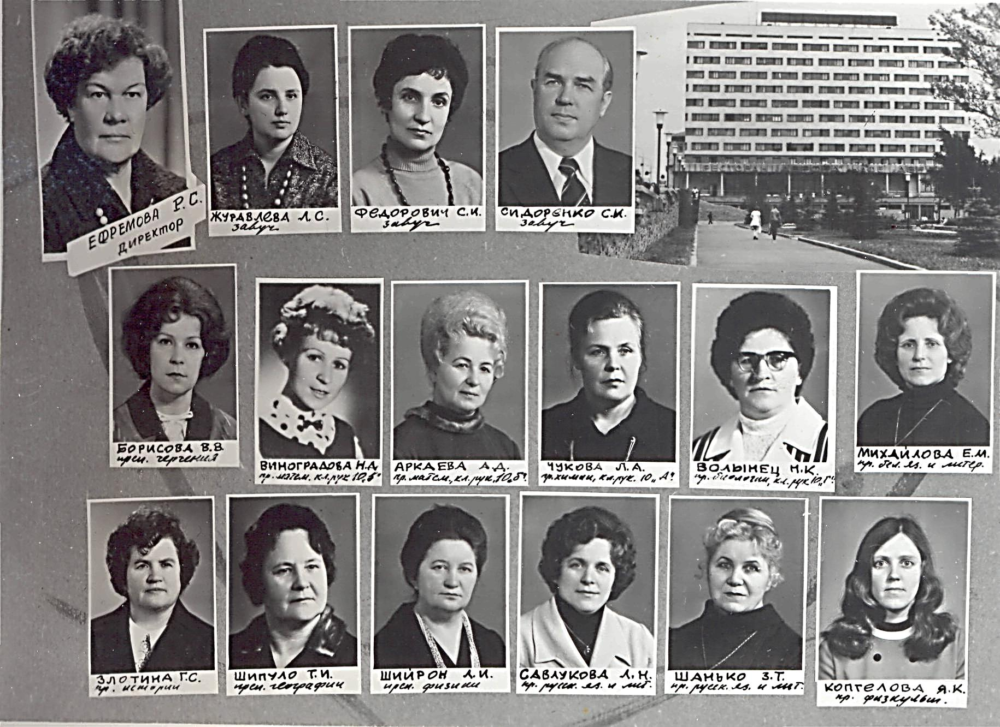 ЕФРЕМОВА Р.С.
ДИРЕКТОР
ЖУРАВЛЕВА Л.С.
завуч
ФЕДОРОВИЧ С.И.
завуч
СИДОРЕНКО С.И.
завуч
БОРИСОВА В.В.
преп. черчения
ВИНОГРАДОВА Н.Д.
пр. матем. кл. рук 10„Б"
АРКАЕВА А.Д.
пр. матем., кл. рук. 10„Б".
ЧУКОВА Л.А.
пр. химии, кл. рук. 10 „А"
ВОЛЫНЕЦ Н.К.
пр. биологии, кл. рук 10„Г"
МИХАЙЛОВА Е.М.
пр. бел. яз. и литер.
ЗЛОТИНА Г.С.
пр. истории
ШИПУЛО Т.И.
преп. географии
ШИЙРОН Л.И.
преп. физики
САВЛУКОВА Л.Н.
пр. русск. яз. и лит.
ШАНЬКО З.Т.
пр. русск. яз. и лит.
КОПТЕЛОВА Я.К.
пр. физкульт.